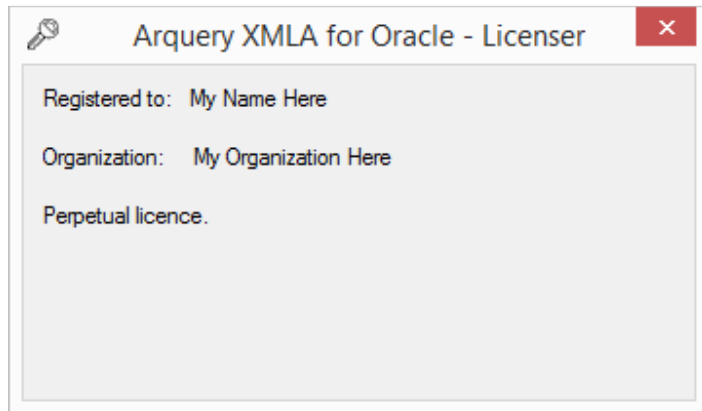 Arquery XMLA for Oracle - Licenser
Registered to: My Name Here
Organization: My Organization Here
Perpetual licence.